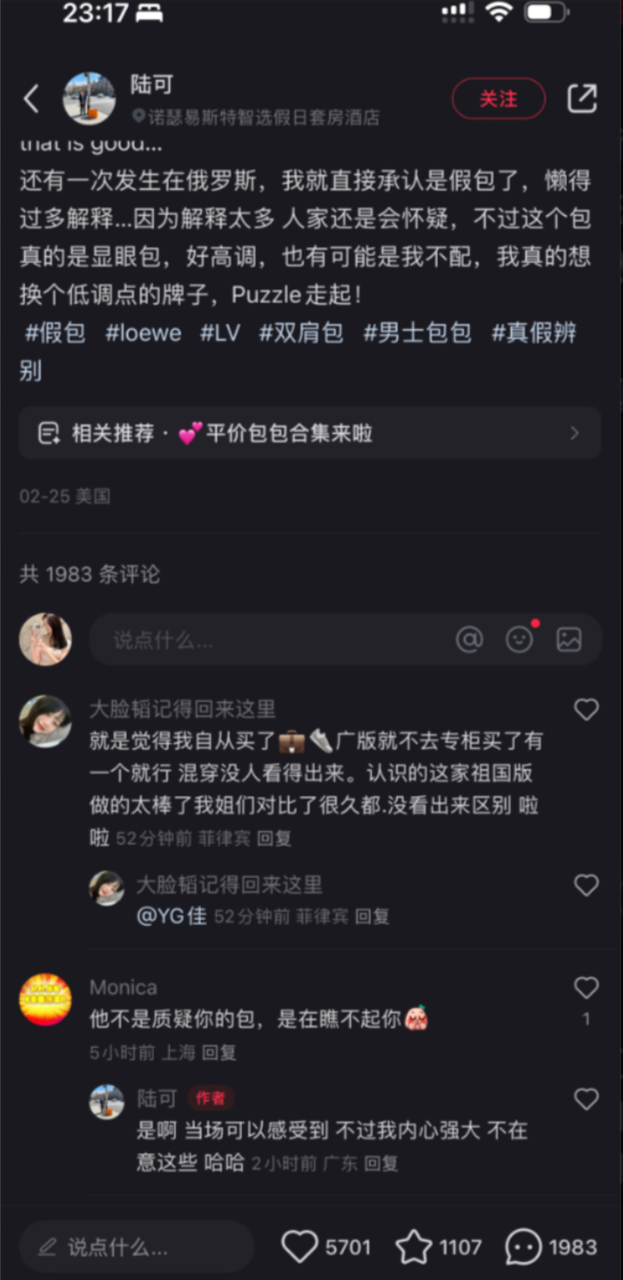 23:17
陆可
诺瑟易斯特智选假日套房酒店
关注
that is good...
还有一次发生在俄罗斯，我就直接承认是假包了，懒得
过多解释...因为解释太多 人家还是会怀疑，不过这个包
真的是显眼包，好高调，也有可能是我不配，我真的想
换个低调点的牌子，Puzzle走起！
#假包 #loewe #LV #双肩包 #男士包包 #真假辨
别
相关推荐 · 💕平价包包合集来啦
02-25 美国
共 1983 条评论
说点什么...
大脸韬记得回来这里
就是觉得我自从买了💼👟广版就不去专柜买了有
一个就行 混穿没人看得出来。认识的这家祖国版
做的太棒了我姐们对比了很久都.没看出来区别 啦
啦 52分钟前 菲律宾 回复
大脸韬记得回来这里
@YG佳 52分钟前 菲律宾 回复
Monica
他不是质疑你的包，是在瞧不起你
1
5小时前 上海 回复
陆可 作者
是啊 当场可以感受到 不过我内心强大 不在
意这些 哈哈 2小时前 广东 回复
说点什么... 5701 1107 1983